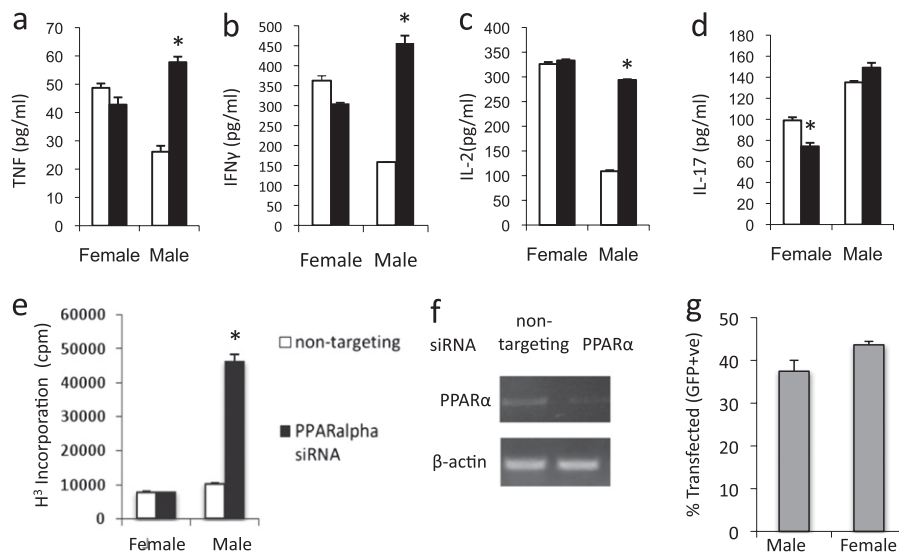 a
TNF (pg/ml)
70
60
50
40
30
20
10
0
*
Female Male
b
IFNγ (pg/ml)
500
450
400
350
300
250
200
150
100
50
0
*
Female Male
c
IL-2(pg/ml)
400
350
300
250
200
150
100
50
0
*
Female Male
d
IL-17 (pg/ml)
180
160
140
120
100
80
60
40
20
0
*
Female Male
e
H³ Incorporation (cpm)
60000
50000
40000
30000
20000
10000
0
*
Female Male
non-targeting
PPARalpha
siRNA
f
siRNA non-
targeting PPARα
PPARα
β-actin
g
% Transfected (GFP+ve)
50
40
30
20
10
0
Male Female